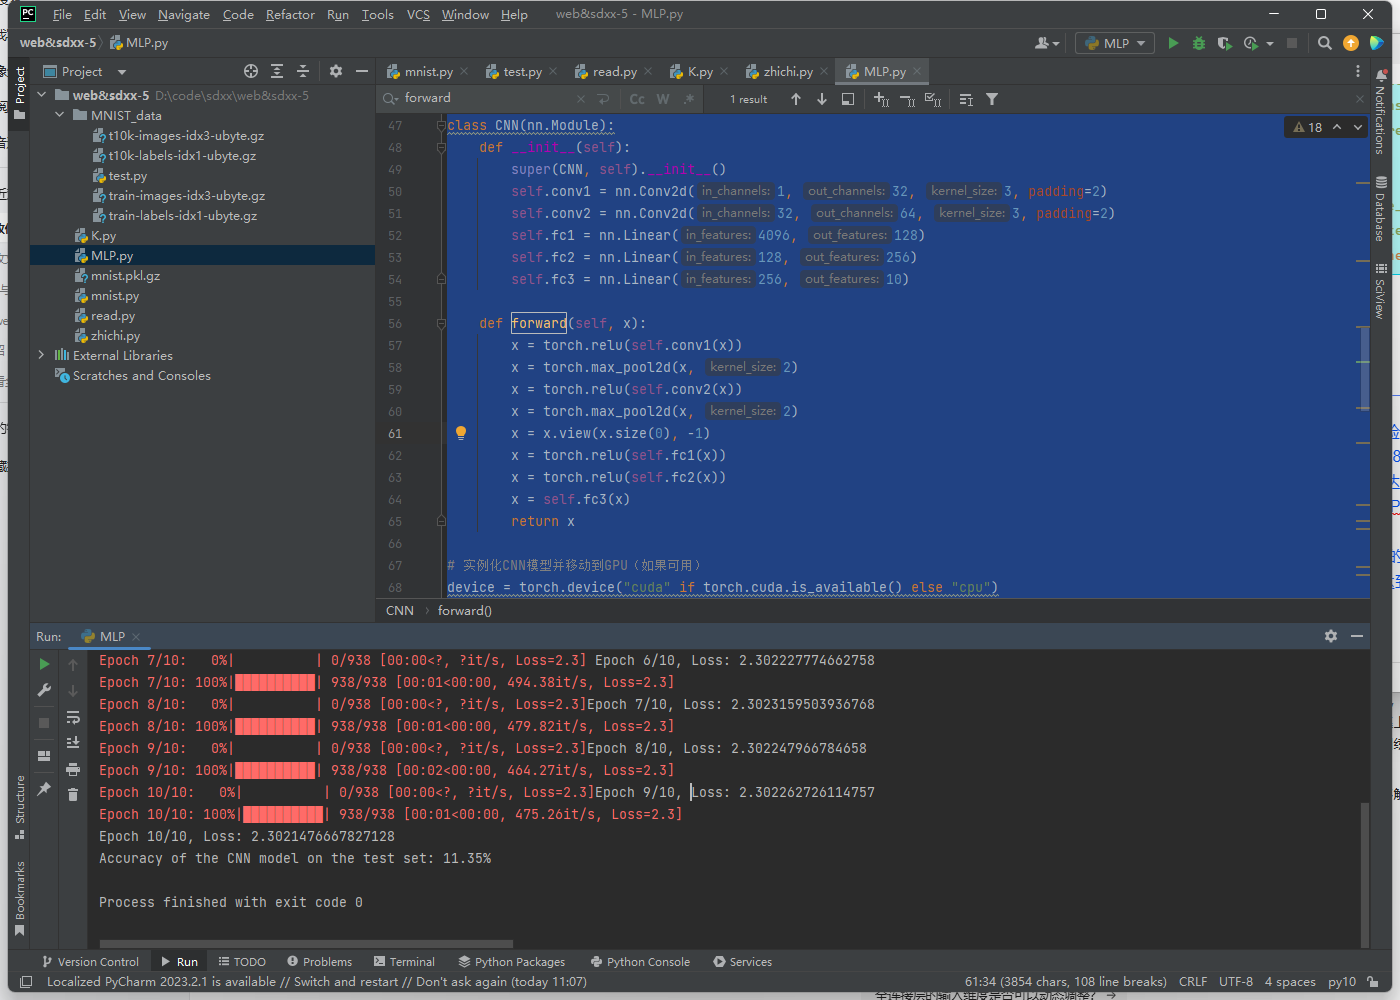 File Edit View Navigate Code Refactor Run Tools VCS Window Help web&sdxx-5 - MLP.py
web&sdxx-5 MLP.py MLP
Project
mnist.py test.py read.py K.py zhichi.py MLP.py
web&sdxx-5 D:\code\sdxx\web&sdxx-5
MNIST_data
t10k-images-idx3-ubyte.gz
t10k-labels-idx1-ubyte.gz
test.py
train-images-idx3-ubyte.gz
train-labels-idx1-ubyte.gz
K.py
MLP.py
mnist.pkl.gz
mnist.py
read.py
zhichi.py
External Libraries
Scratches and Consoles
forward Cc W .* 1 result
18
47 class CNN(nn.Module):
48 def __init__(self):
49 super(CNN, self).__init__()
50 self.conv1 = nn.Conv2d( in_channels: 1, out_channels: 32, kernel_size: 3, padding=2)
51 self.conv2 = nn.Conv2d( in_channels: 32, out_channels: 64, kernel_size: 3, padding=2)
52 self.fc1 = nn.Linear( in_features: 4096, out_features: 128)
53 self.fc2 = nn.Linear( in_features: 128, out_features: 256)
54 self.fc3 = nn.Linear( in_features: 256, out_features: 10)
55
56 def forward(self, x):
57 x = torch.relu(self.conv1(x))
58 x = torch.max_pool2d(x, kernel_size: 2)
59 x = torch.relu(self.conv2(x))
60 x = torch.max_pool2d(x, kernel_size: 2)
61 x = x.view(x.size(0), -1)
62 x = torch.relu(self.fc1(x))
63 x = torch.relu(self.fc2(x))
64 x = self.fc3(x)
65 return x
66
67 # 实例化CNN模型并移动到GPU（如果可用）
68 device = torch.device("cuda" if torch.cuda.is_available() else "cpu")
CNN forward()
Project
Structure
Bookmarks
Notifications
Database
SciView
Run: MLP
Epoch 7/10: 0%| | 0/938 [00:00<?, ?it/s, Loss=2.3] Epoch 6/10, Loss: 2.302227774662758
Epoch 7/10: 100%|██████████| 938/938 [00:01<00:00, 494.38it/s, Loss=2.3]
Epoch 8/10: 0%| | 0/938 [00:00<?, ?it/s, Loss=2.3]Epoch 7/10, Loss: 2.3023159503936768
Epoch 8/10: 100%|██████████| 938/938 [00:01<00:00, 479.82it/s, Loss=2.3]
Epoch 9/10: 0%| | 0/938 [00:00<?, ?it/s, Loss=2.3]Epoch 8/10, Loss: 2.302247966784658
Epoch 9/10: 100%|██████████| 938/938 [00:02<00:00, 464.27it/s, Loss=2.3]
Epoch 10/10: 0%| | 0/938 [00:00<?, ?it/s, Loss=2.3]Epoch 9/10, Loss: 2.302262726114757
Epoch 10/10: 100%|██████████| 938/938 [00:01<00:00, 475.26it/s, Loss=2.3]
Epoch 10/10, Loss: 2.3021476667827128
Accuracy of the CNN model on the test set: 11.35%
Process finished with exit code 0
Version Control Run TODO Problems Terminal Python Packages Python Console Services
Localized PyCharm 2023.2.1 is available // Switch and restart // Don't ask again (today 11:07) 61:34 (3854 chars, 108 line breaks) CRLF UTF-8 4 spaces py10